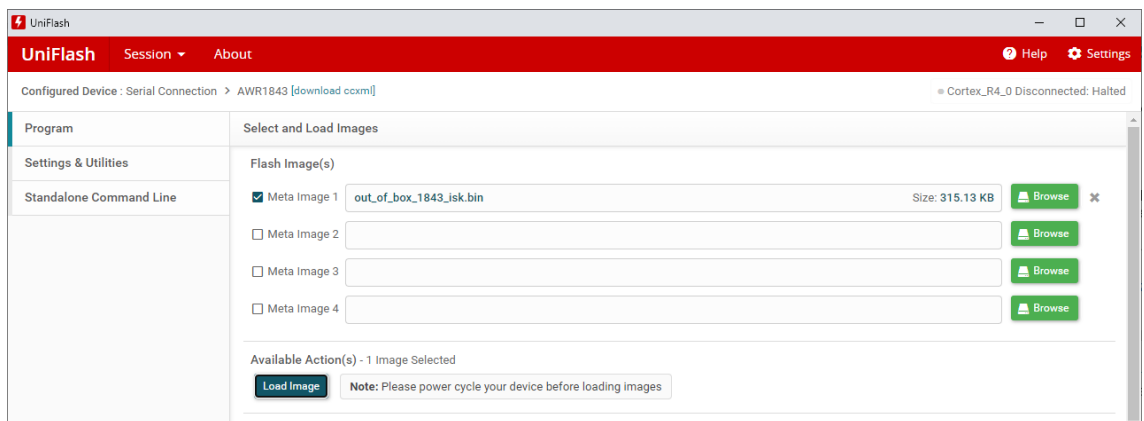 UniFlash
UniFlash Session About Help Settings
Configured Device : Serial Connection > AWR1843 [download ccxml] Cortex_R4_0 Disconnected: Halted
Program
Settings & Utilities
Standalone Command Line
Select and Load Images
Flash Image(s)
Meta Image 1 out_of_box_1843_isk.bin Size: 315.13 KB Browse
Meta Image 2 Browse
Meta Image 3 Browse
Meta Image 4 Browse
Available Action(s) - 1 Image Selected
Load Image Note: Please power cycle your device before loading images